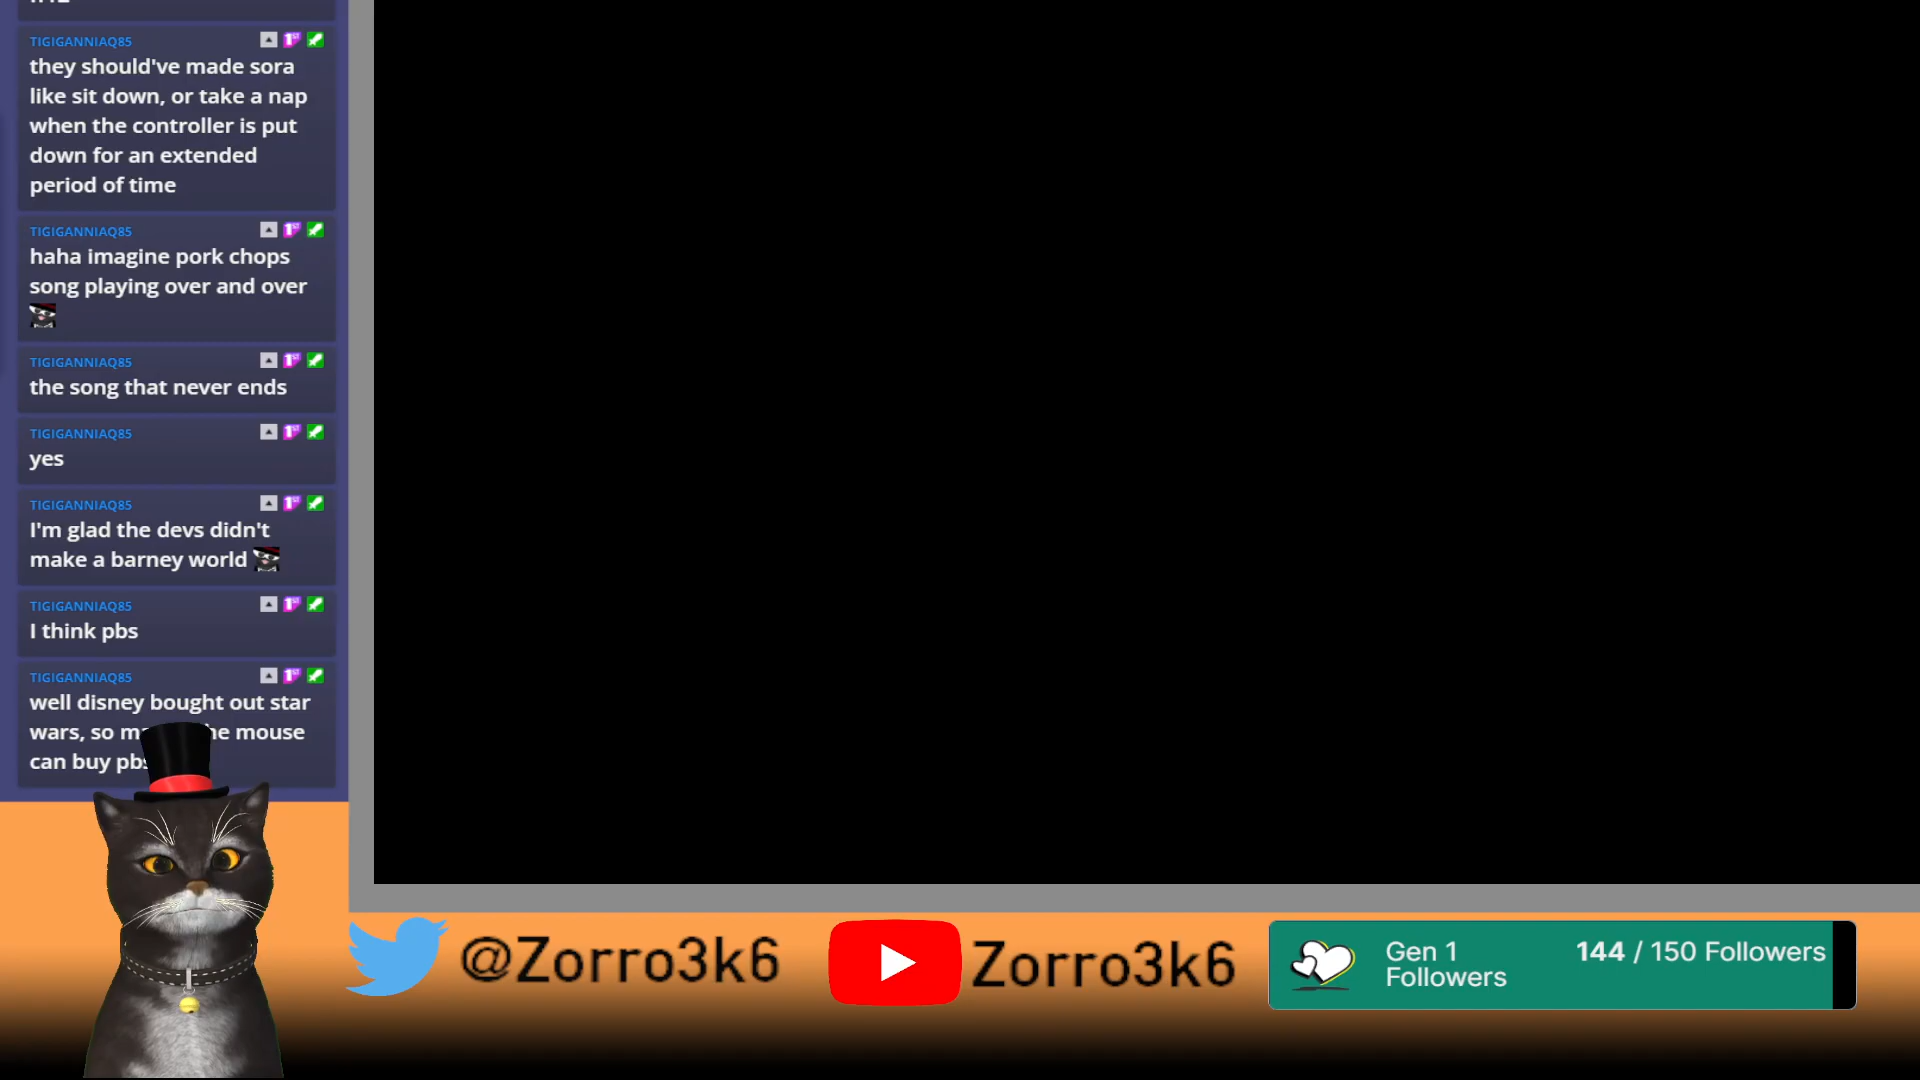 TIGIGANNIAQ85
they should've made sora
like sit down, or take a nap
when the controller is put
down for an extended
period of time
TIGIGANNIAQ85
haha imagine pork chops
song playing over and over
TIGIGANNIAQ85
the song that never ends
TIGIGANNIAQ85
yes
TIGIGANNIAQ85
I'm glad the devs didn't
make a barney world
TIGIGANNIAQ85
I think pbs
TIGIGANNIAQ85
well disney bought out star
wars, so mouse
can buy pbs
@Zorro3k6
Zorro3k6
Gen 1
Followers
144 / 150 Followers